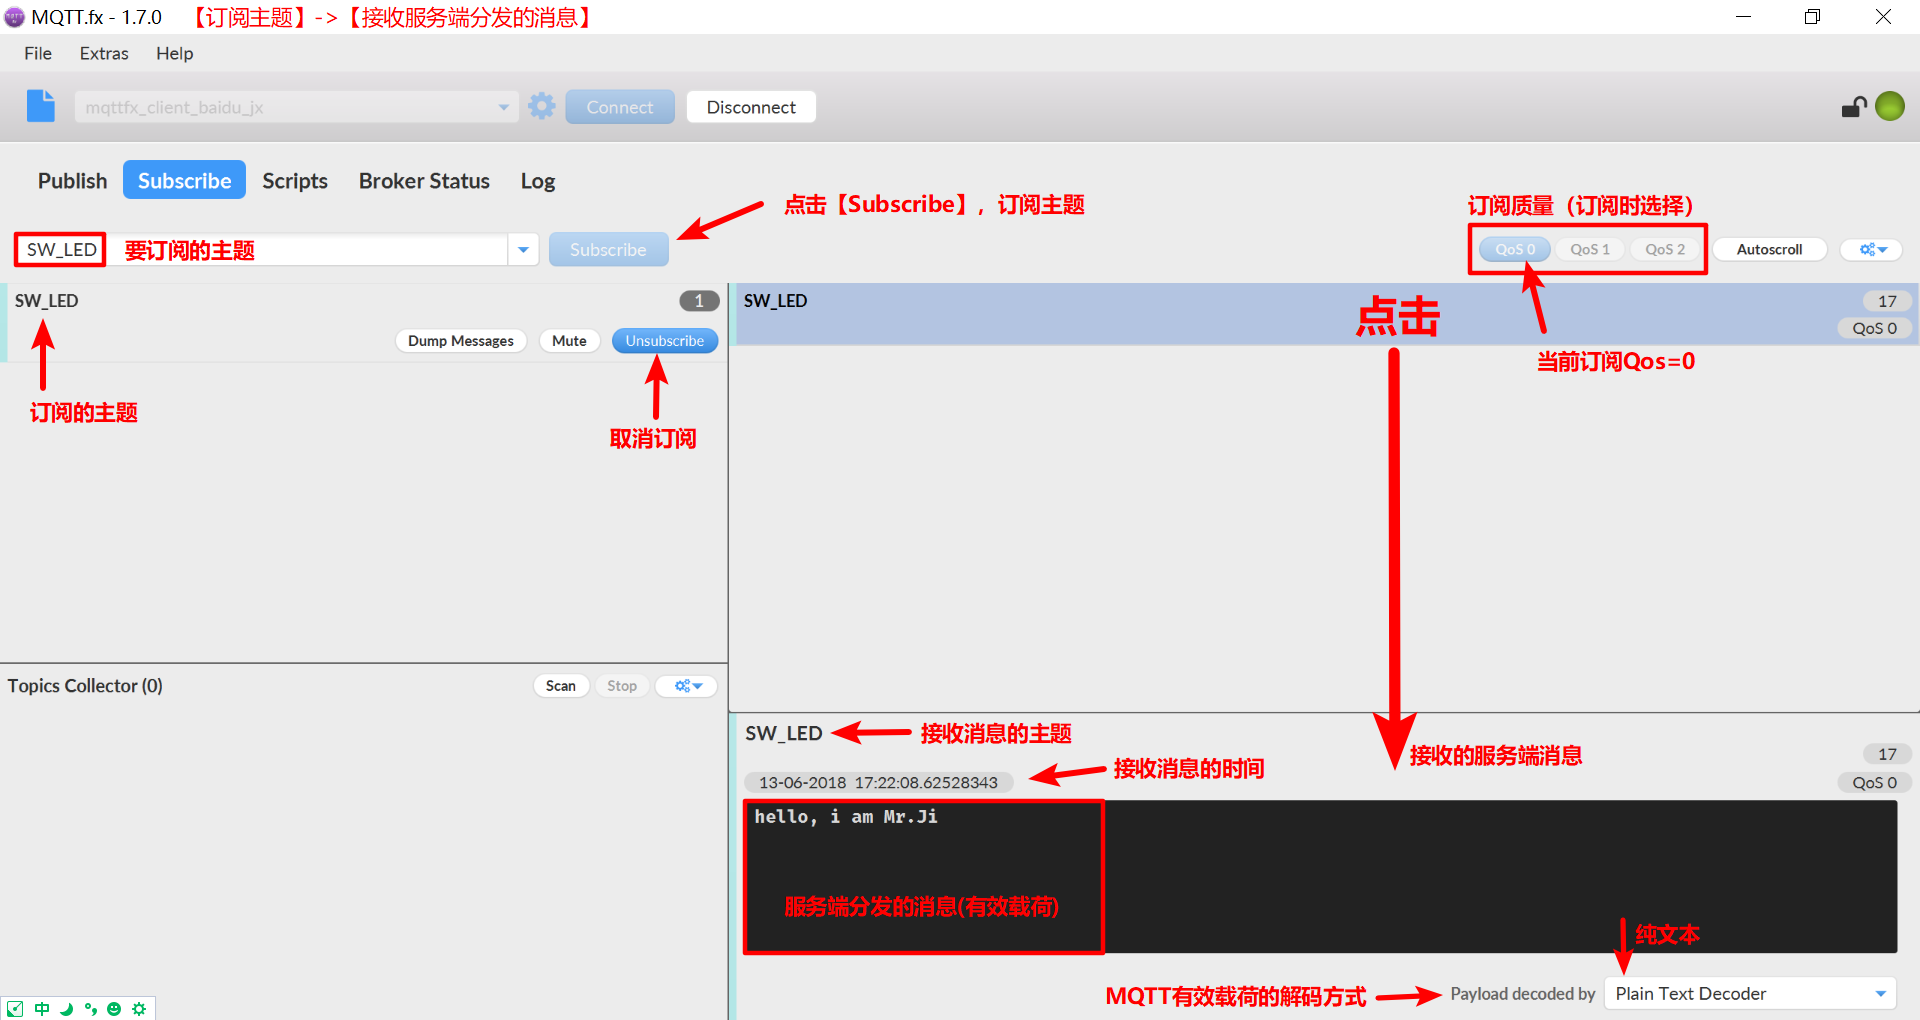 MQTT.fx - 1.7.0 【订阅主题】->【接收服务端分发的消息】
File Extras Help
mqttfx_client_baidu_jx Connect Disconnect
Publish Subscribe Scripts Broker Status Log
点击【Subscribe】，订阅主题
订阅质量（订阅时选择）
SW_LED 要订阅的主题 Subscribe QoS 0 QoS 1 QoS 2 Autoscroll
SW_LED 1
Dump Messages Mute Unsubscribe
订阅的主题
取消订阅
SW_LED 17
QoS 0
点击
当前订阅Qos=0
Topics Collector (0) Scan Stop
SW_LED 接收消息的主题
接收的服务端消息
17
接收消息的时间
13-06-2018 17:22:08.62528343 QoS 0
hello, i am Mr.Ji
服务端分发的消息(有效载荷)
纯文本
MQTT有效载荷的解码方式 Payload decoded by Plain Text Decoder
中